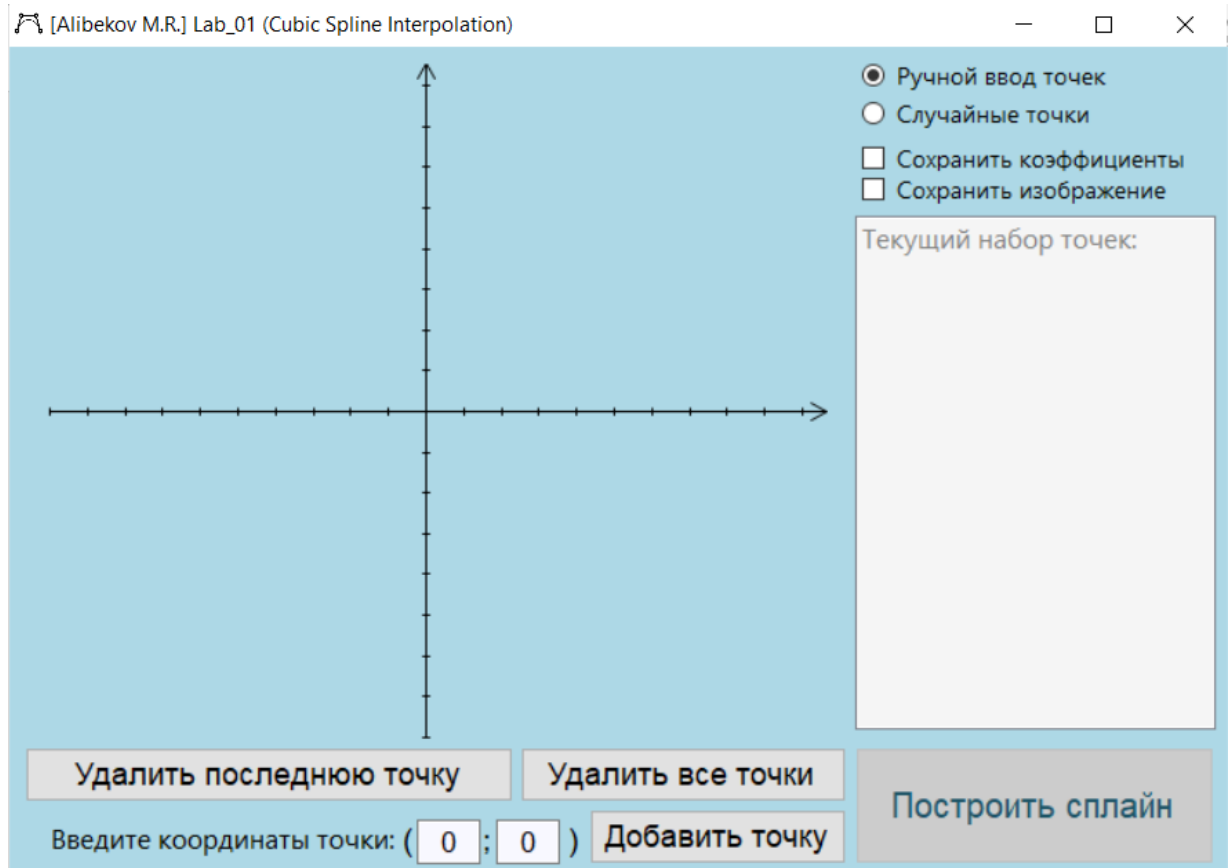 [Alibekov M.R.] Lab_01 (Cubic Spline Interpolation)
Ручной ввод точек
Случайные точки
Сохранить коэффициенты
Сохранить изображение
Текущий набор точек:
Удалить последнюю точку
Удалить все точки
Построить сплайн
Введите координаты точки: ( 0 ; 0 )
Добавить точку